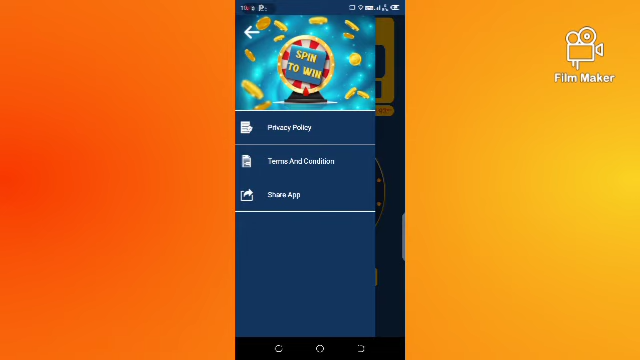 SPIN
TO WIN
Film Maker
Privacy Policy
Terms And Condition
Share App